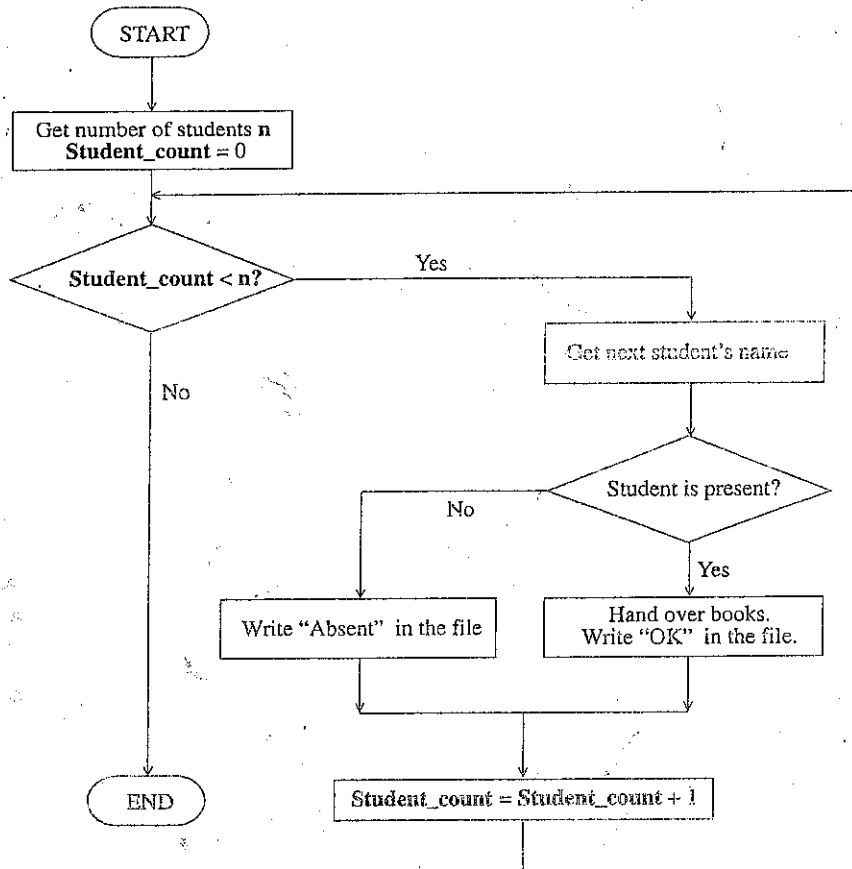 START
Get number of students n
Student_count = 0
Student_count < n?
Yes
Get next student's name
No
Student is present?
No
Yes
Write “Absent” in the file
Hand over books.
Write “OK” in the file.
END
Student_count = Student_count + 1